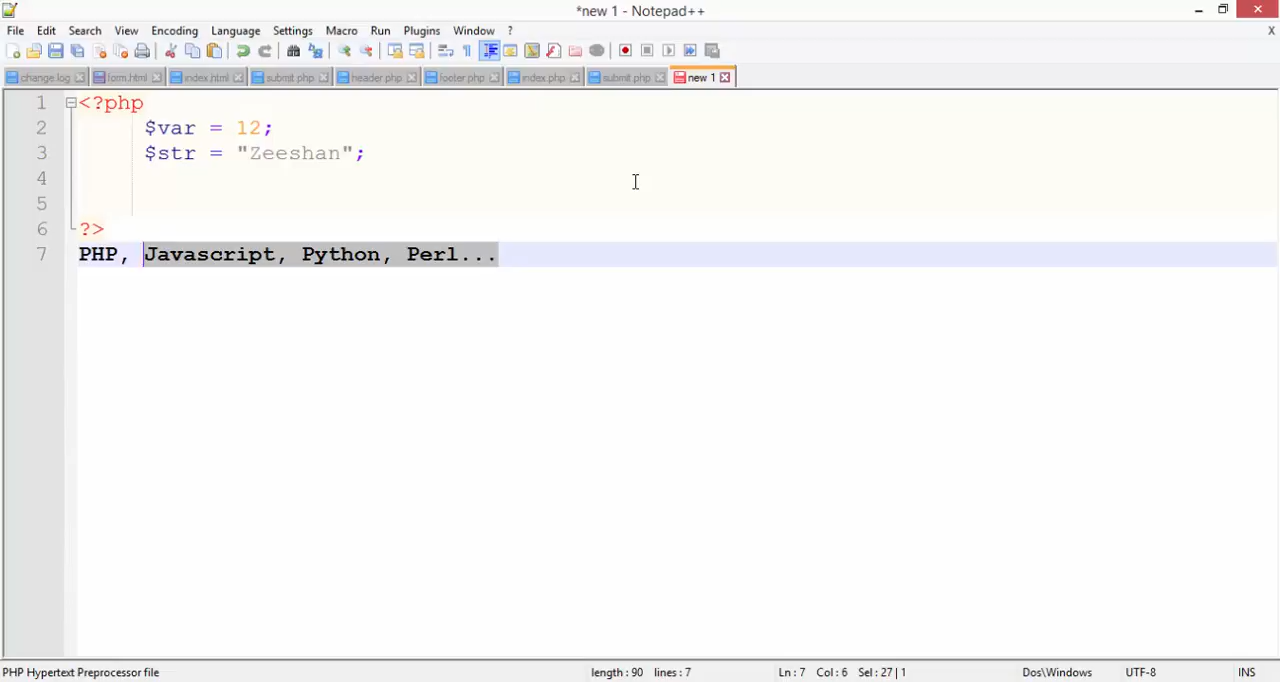 *new 1 - Notepad++
File Edit Search View Encoding Language Settings Macro Run Plugins Window ? X
change.log form.html index.html submit.php header.php footer.php index.php submit.php new 1
1 <?php
2 $var = 12;
3 $str = "Zeeshan";
4
5
6 ?>
7 PHP, Javascript, Python, Perl...
PHP Hypertext Preprocessor file length : 90 lines : 7 Ln : 7 Col : 6 Sel : 27 | 1 Dos\Windows UTF-8 INS